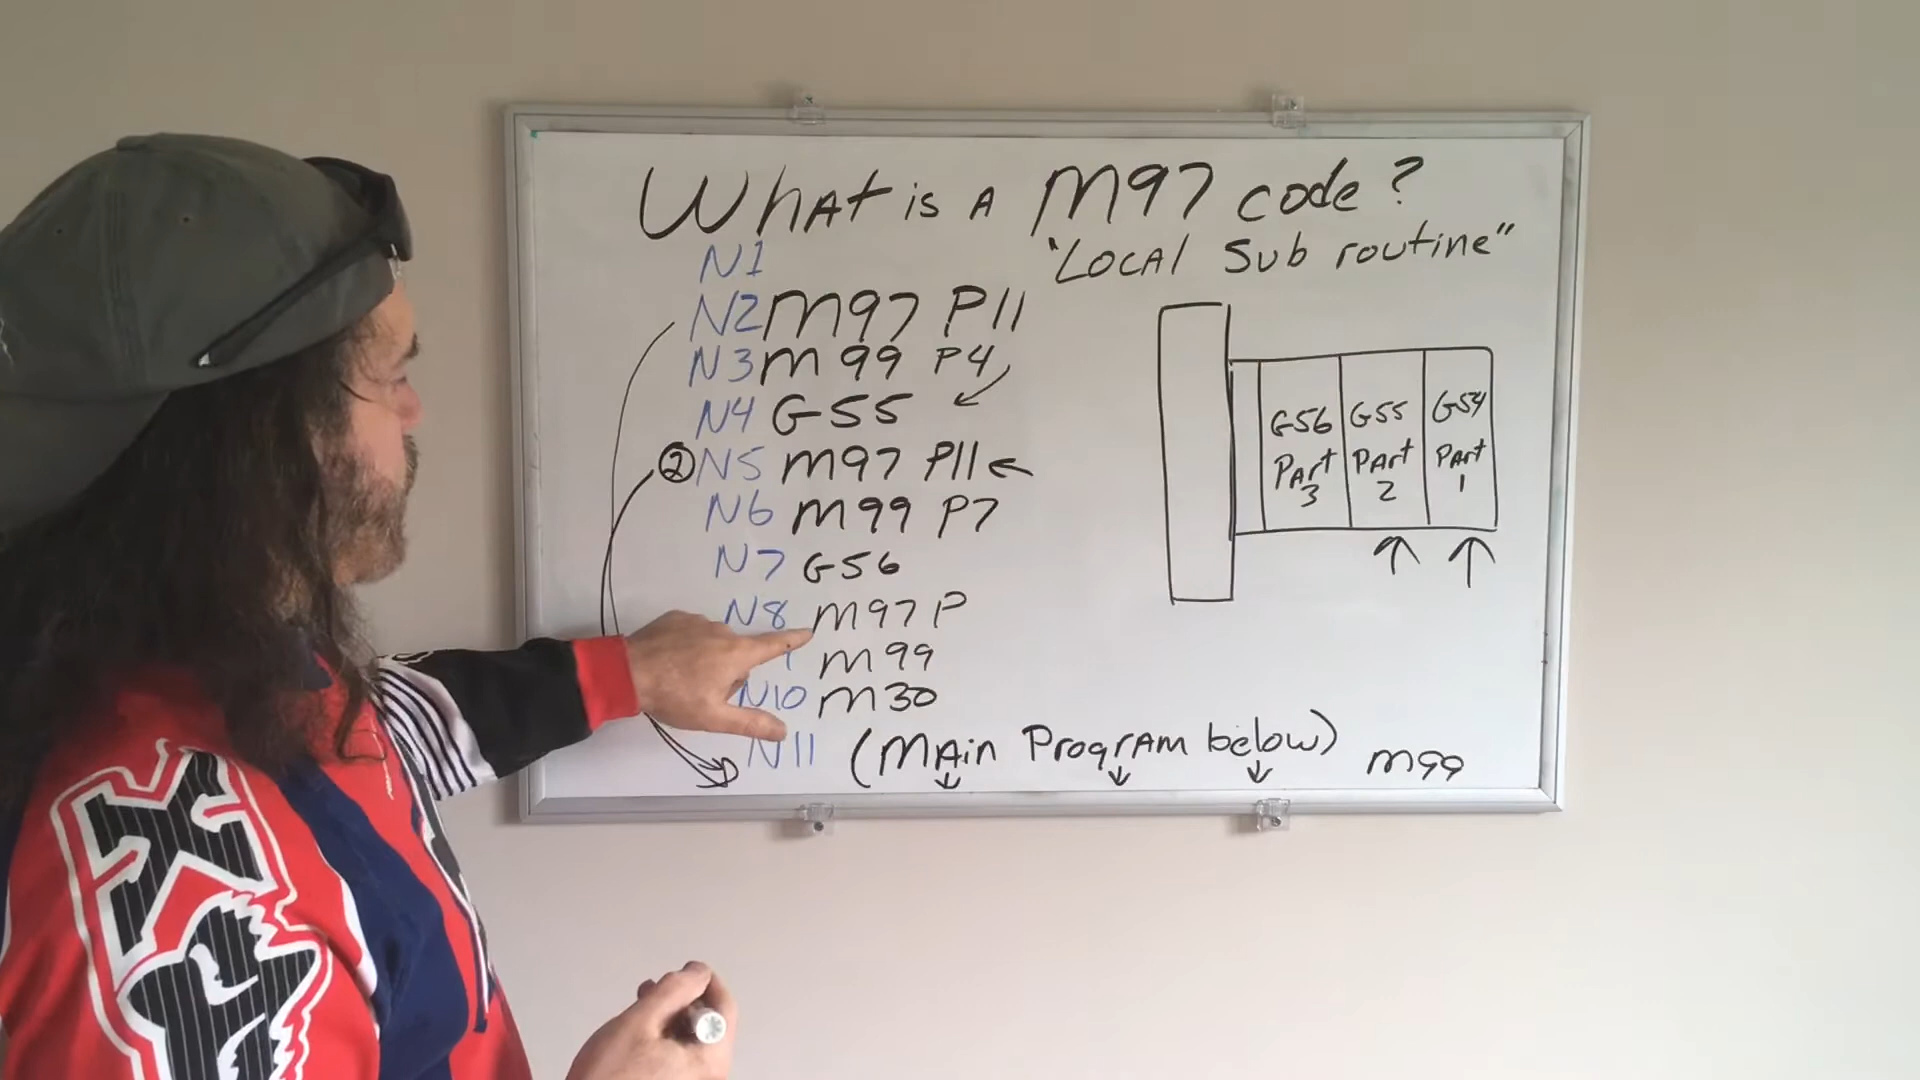 What is a M97 code?
"Local Sub routine"
N1
N2 M97 P11
N3 M99 P4
N4 G55
② N5 M97 P11
N6 M99 P7
N7 G56
N8 M97 P
M99
N10 M30
N11 (Main Program below) M99
G56 Part 3
G55 Part 2
G54 Part 1